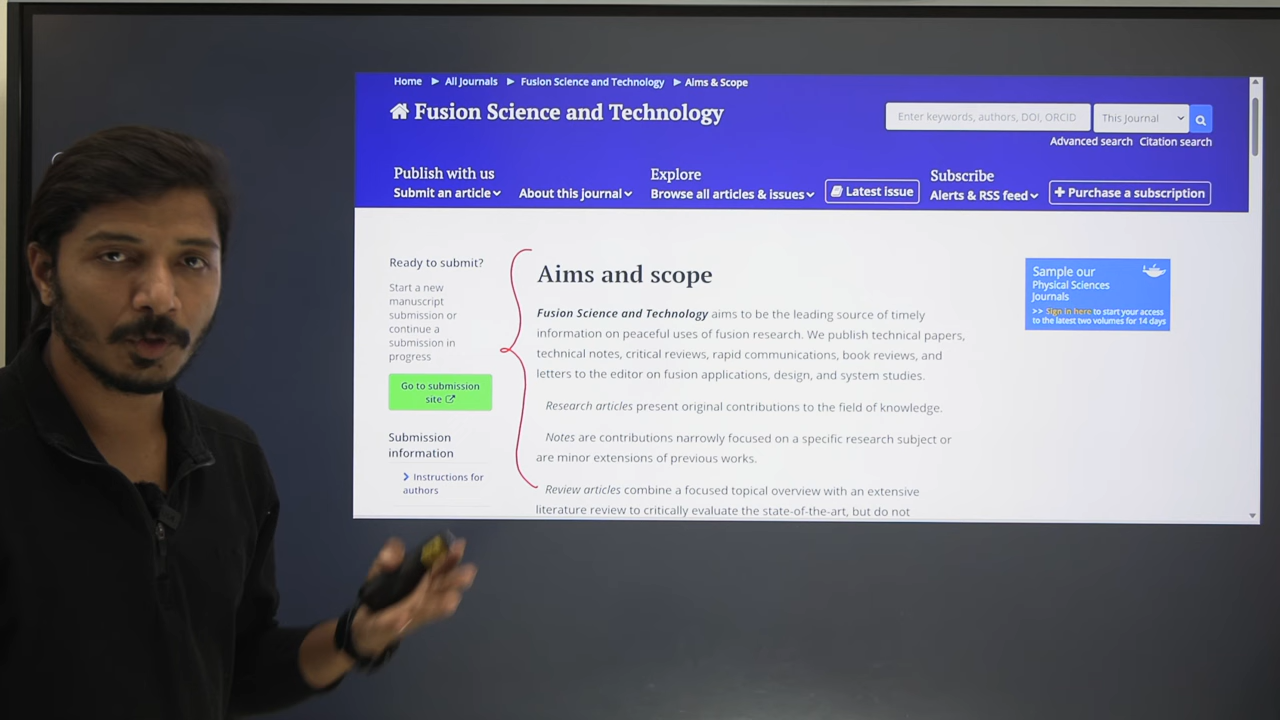 Home ▶ All Journals ▶ Fusion Science and Technology ▶ Aims & Scope
Fusion Science and Technology
Enter keywords, authors, DOI, ORCID
This Journal
Advanced search Citation search
Publish with us
Submit an article
About this journal
Explore
Browse all articles & issues
Latest issue
Subscribe
Alerts & RSS feed
+ Purchase a subscription
Ready to submit?
Start a new
manuscript
submission or
continue a
submission in
progress
Go to submission
site
Submission
information
Instructions for
authors
Aims and scope
Fusion Science and Technology aims to be the leading source of timely
information on peaceful uses of fusion research. We publish technical papers,
technical notes, critical reviews, rapid communications, book reviews, and
letters to the editor on fusion applications, design, and system studies.
Research articles present original contributions to the field of knowledge.
Notes are contributions narrowly focused on a specific research subject or
are minor extensions of previous works.
Review articles combine a focused topical overview with an extensive
literature review to critically evaluate the state-of-the-art, but do not
Sample our
Physical Sciences
Journals
>> Sign in here to start your access
to the latest two volumes for 14 days